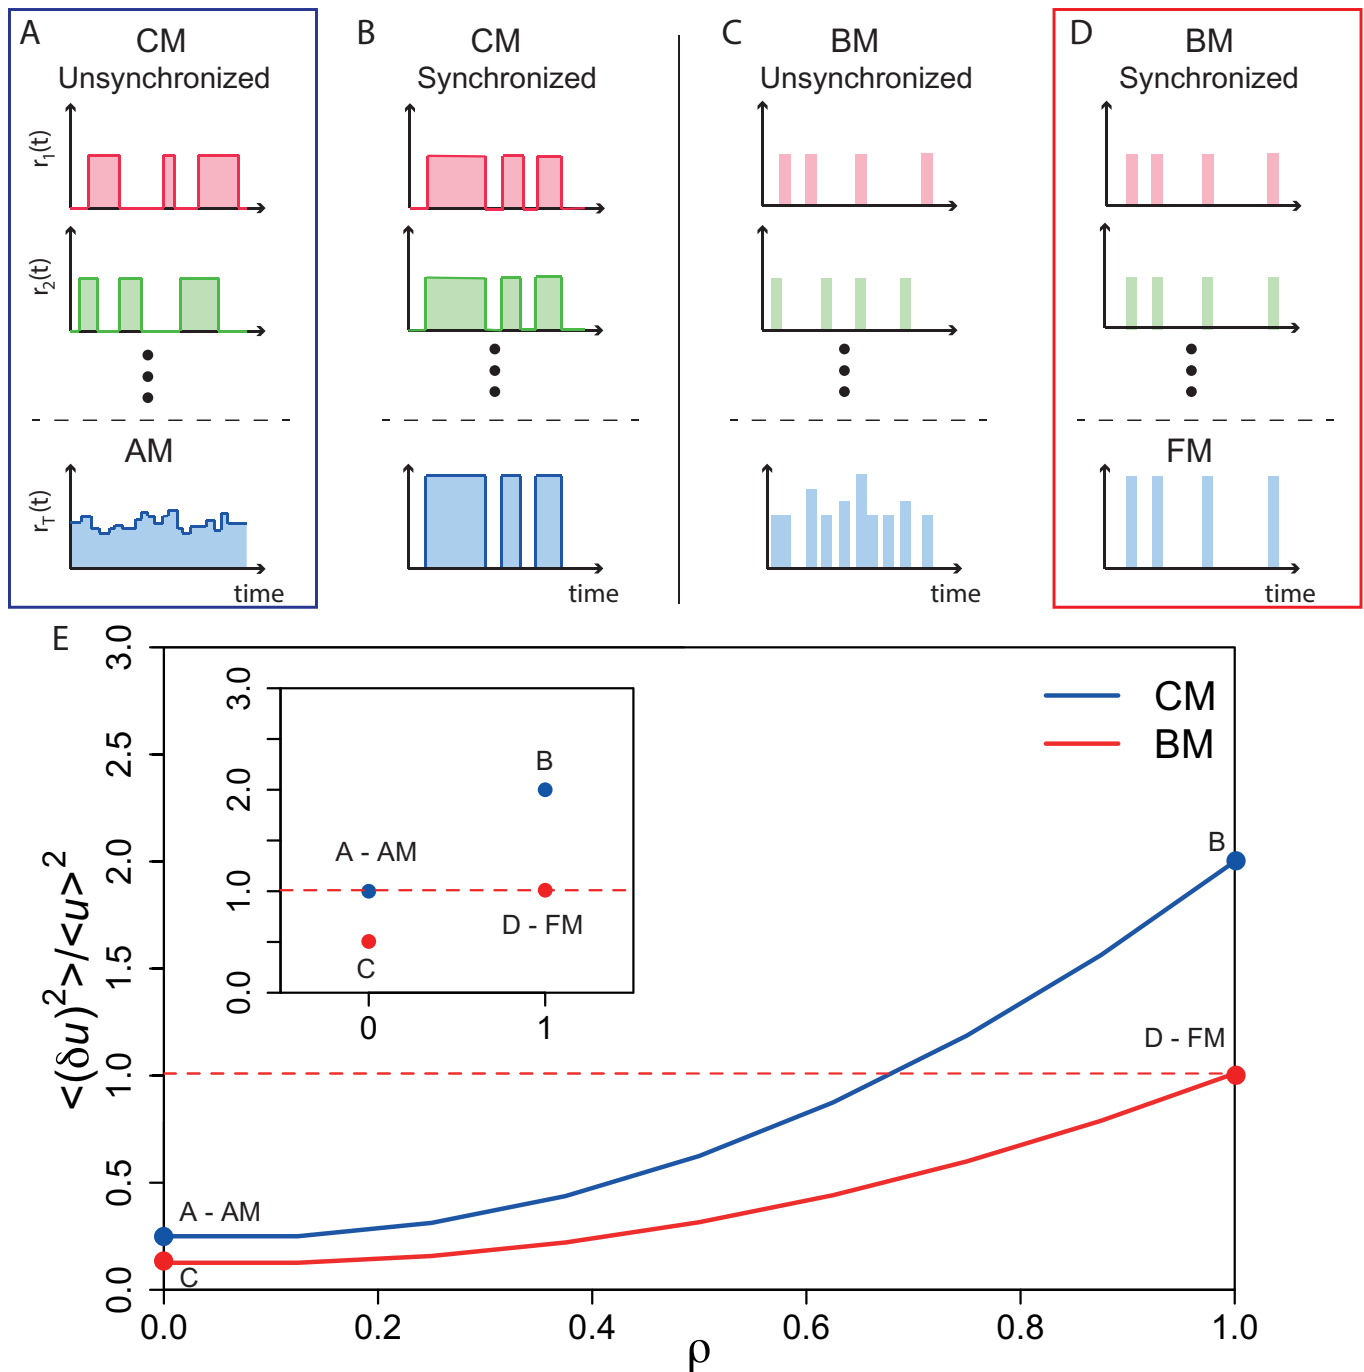 A
CM
Unsynchronized
r1(t)
r2(t)
AM
rT(t)
time
B
CM
Synchronized
time
C
BM
Unsynchronized
time
D
BM
Synchronized
FM
time
E
<(δu)²>/<u>²
3.0
2.5
2.0
1.5
1.0
0.5
0.0
CM
BM
3.0
2.0
1.0
0.0
B
A - AM
D - FM
C
0 1
B
D - FM
A - AM
C
0.0 0.2 0.4 0.6 0.8 1.0
ρ